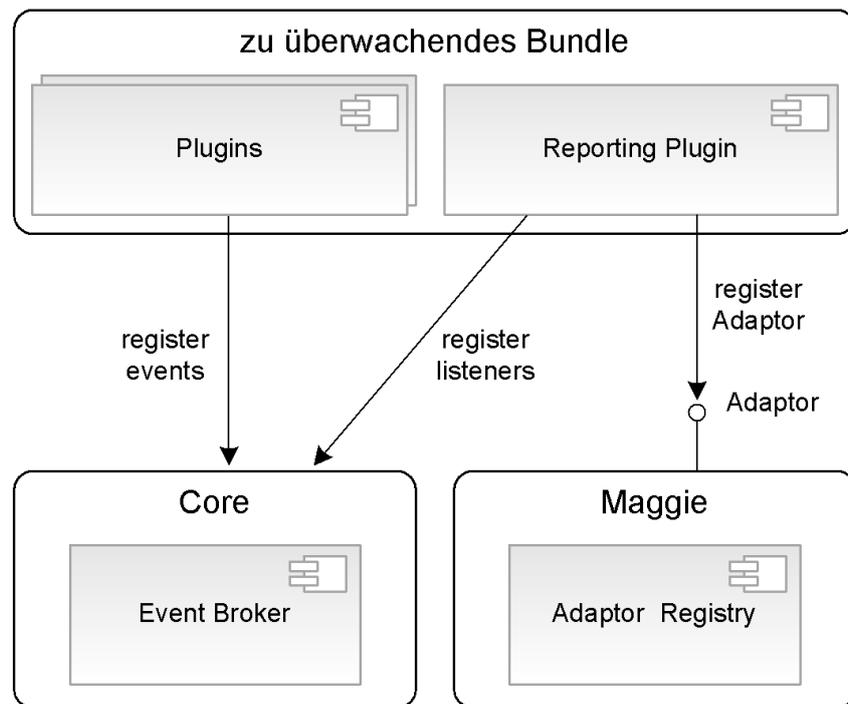 zu überwachendes Bundle
Plugins
Reporting Plugin
register
events
register
listeners
register
Adaptor
Adaptor
Core
Event Broker
Maggie
Adaptor Registry